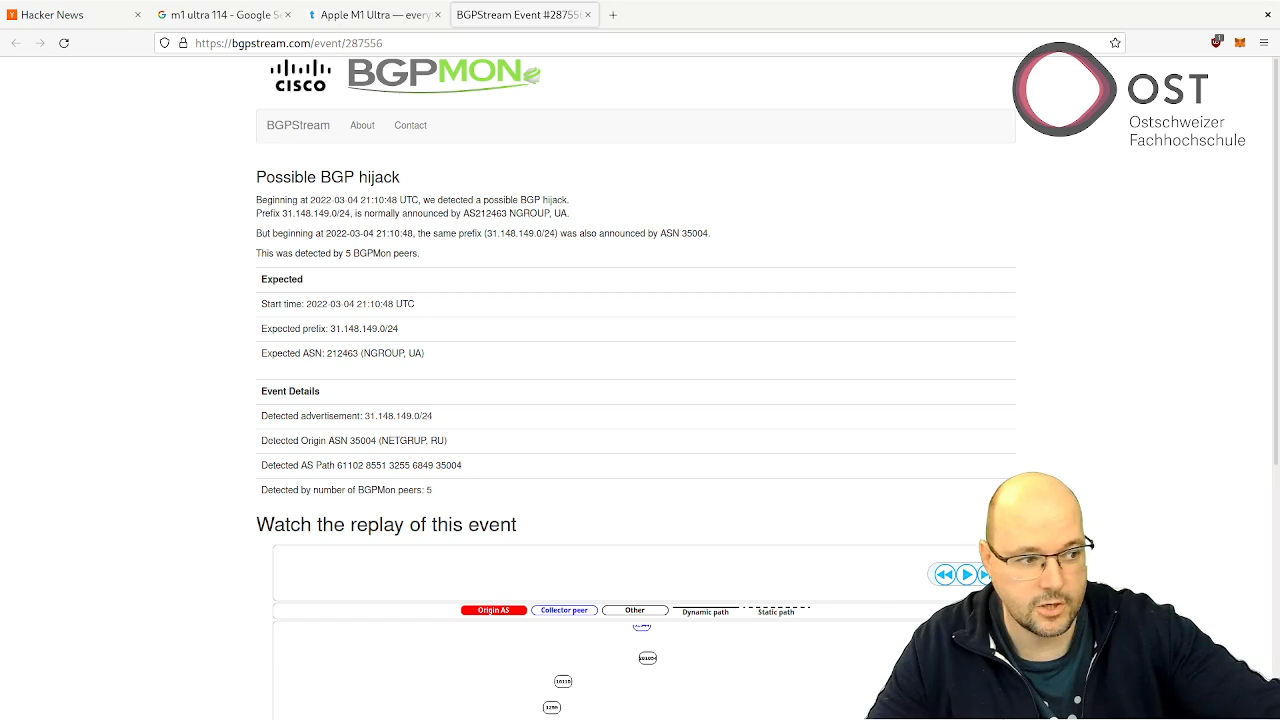 Hacker News
m1 ultra 114 - Google Se
Apple M1 Ultra — every
BGPStream Event #28755
https://bgpstream.com/event/287556
CISCO
BGPMON
OST
Ostschweizer
Fachhochschule
BGPStream About Contact
Possible BGP hijack
Beginning at 2022-03-04 21:10:48 UTC, we detected a possible BGP hijack.
Prefix 31.148.149.0/24, is normally announced by AS212463 NGROUP, UA.
But beginning at 2022-03-04 21:10:48, the same prefix (31.148.149.0/24) was also announced by ASN 35004.
This was detected by 5 BGPMon peers.
Expected
Start time: 2022-03-04 21:10:48 UTC
Expected prefix: 31.148.149.0/24
Expected ASN: 212463 (NGROUP, UA)
Event Details
Detected advertisement: 31.148.149.0/24
Detected Origin ASN 35004 (NETGRUP, RU)
Detected AS Path 61102 8551 3255 6849 35004
Detected by number of BGPMon peers: 5
Watch the replay of this event
Origin AS Collector peer Other Dynamic path Static path